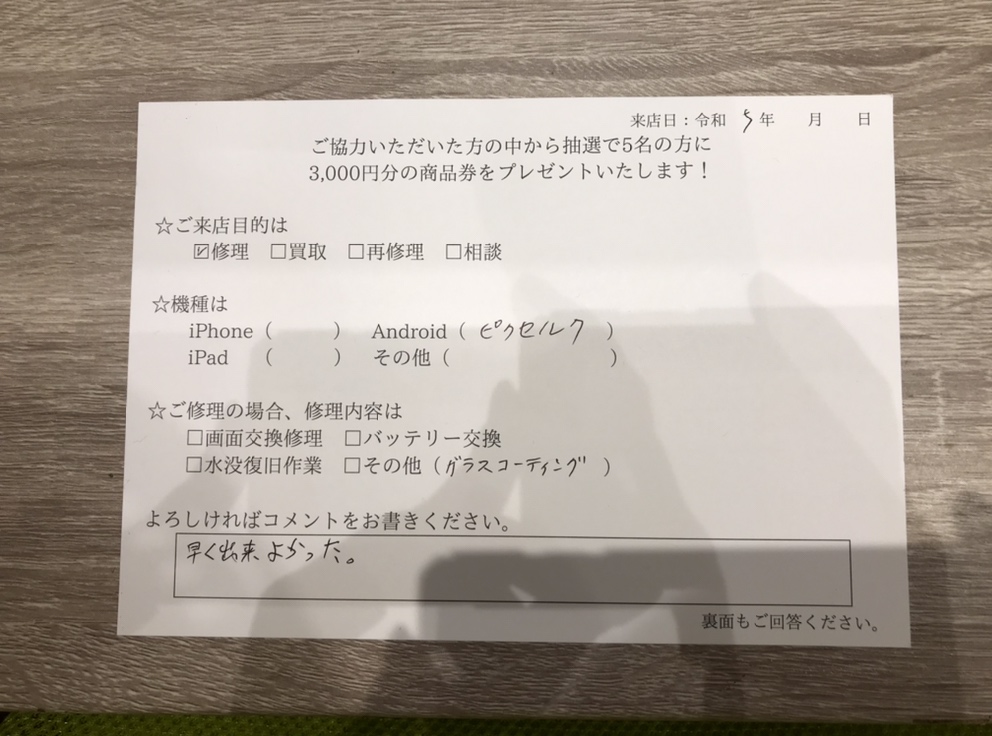 来店日：令和 5年 月 日
ご協力いただいた方の中から抽選で5名の方に
3,000円分の商品券をプレゼントいたします！
☆ご来店目的は
☑修理 □買取 □再修理 □相談
☆機種は
iPhone（ ） Android（ピクセル7）
iPad （ ） その他（ ）
☆ご修理の場合、修理内容は
□画面交換修理 □バッテリー交換
□水没復旧作業 □その他（ガラスコーティング）
よろしければコメントをお書きください。
早く出来よかった。
裏面もご回答ください。